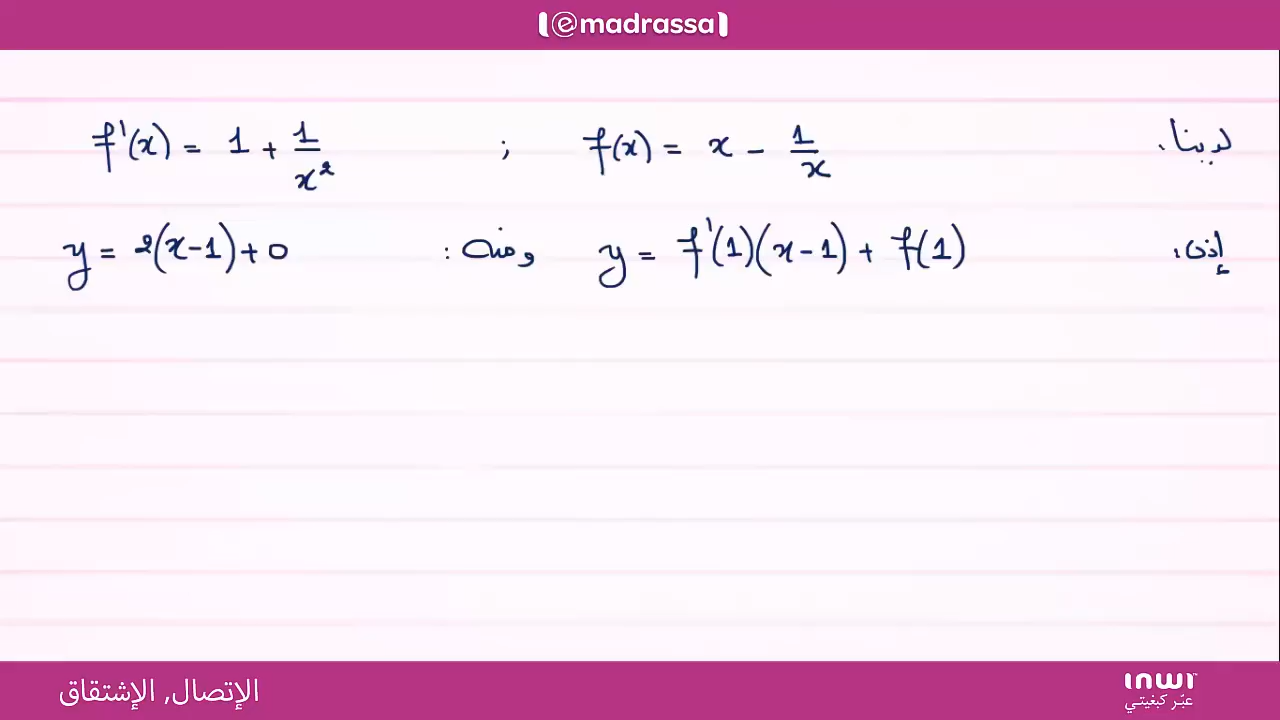 (@madrassa)
لدينا: f(x) = x - 1/x ; f'(x) = 1 + 1/x²
إذن: y = f'(1)(x-1) + f(1) ومنه: y = 2(x-1)+0
الإتصال, الإشتقاق
inwi
عبّر كبغيتي